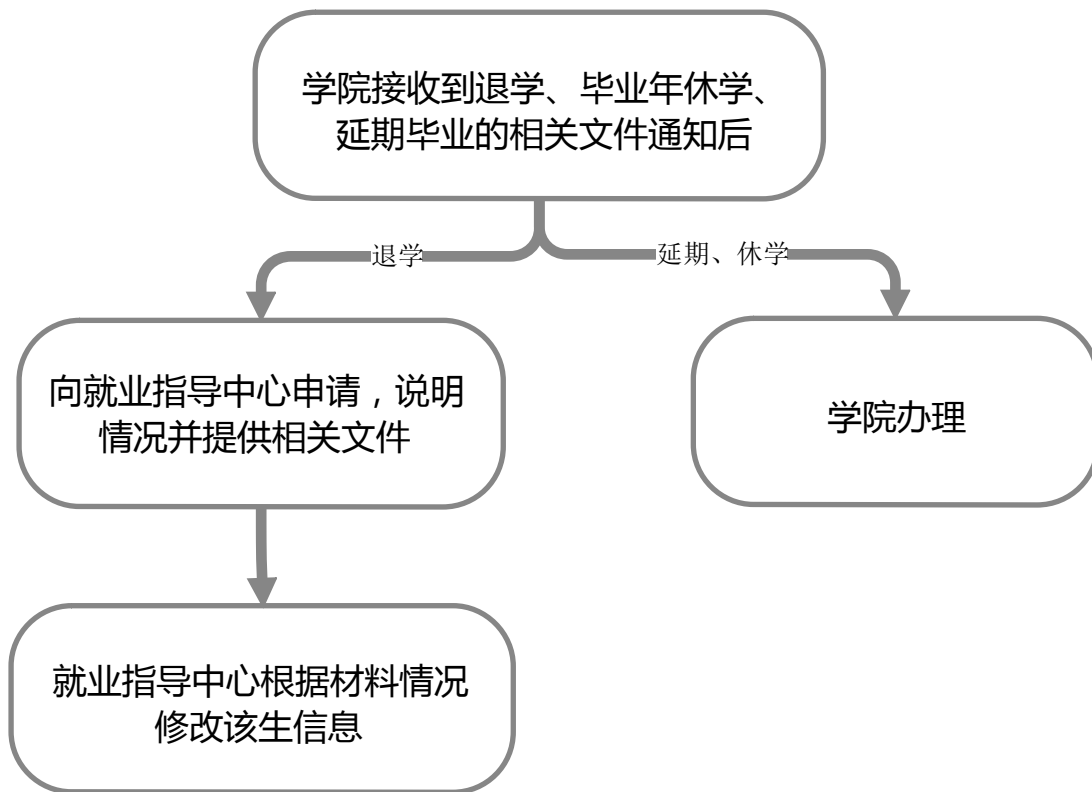 学院接收到退学、毕业年休学、
延期毕业的相关文件通知后
退学
延期、休学
向就业指导中心申请，说明
情况并提供相关文件
学院办理
就业指导中心根据材料情况
修改该生信息